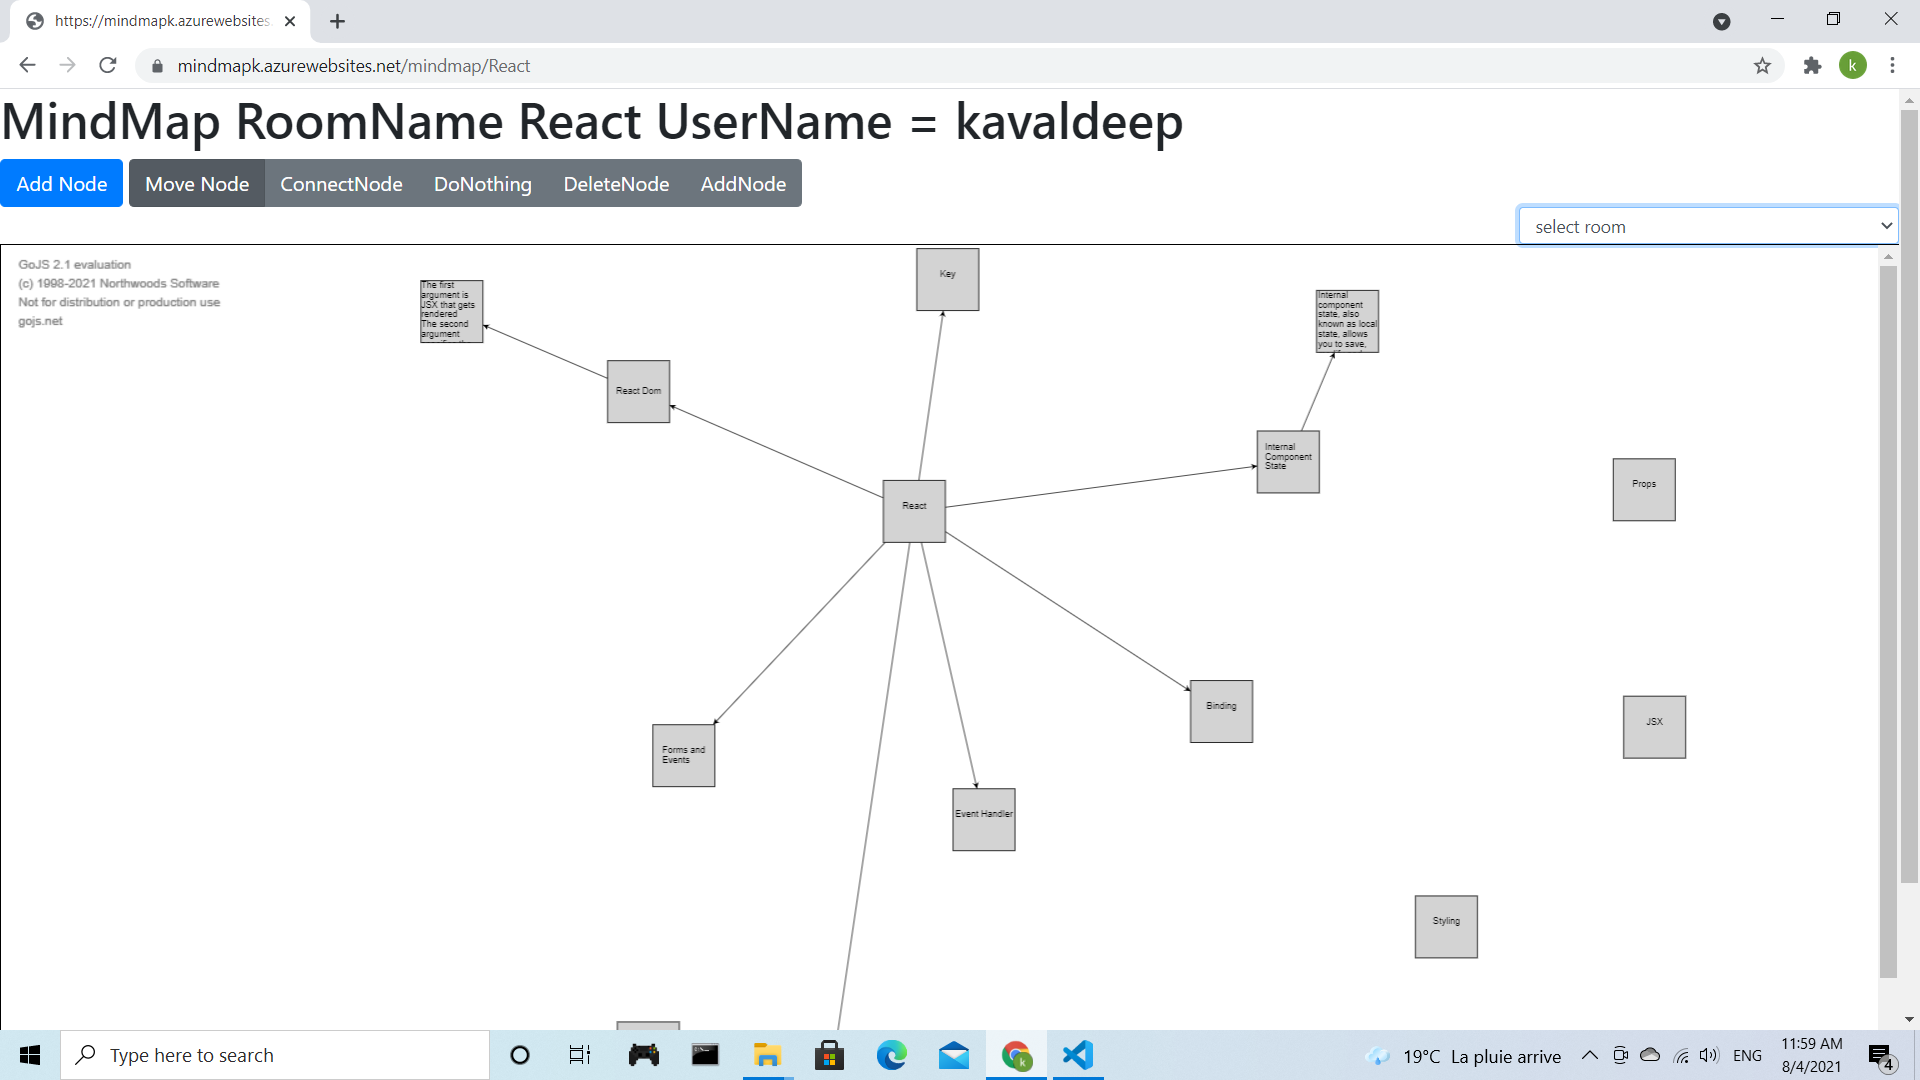 https://mindmapk.azurewebsites.
mindmapk.azurewebsites.net/mindmap/React
k
MindMap RoomName React UserName = kavaldeep
Add Node
Move Node
ConnectNode
DoNothing
DeleteNode
AddNode
select room
GoJS 2.1 evaluation
(c) 1998-2021 Northwoods Software
Not for distribution or production use
gojs.net
The first
argument is
JSX that gets
rendered
The second
argument
Key
Internal
component
state, also
known as local
state, allows
you to save,
React Dom
Internal
Component
State
Props
React
Binding
JSX
Forms and
Events
Event Handler
Styling
Type here to search
k
19°C La pluie arrive
ENG
11:59 AM
8/4/2021
4